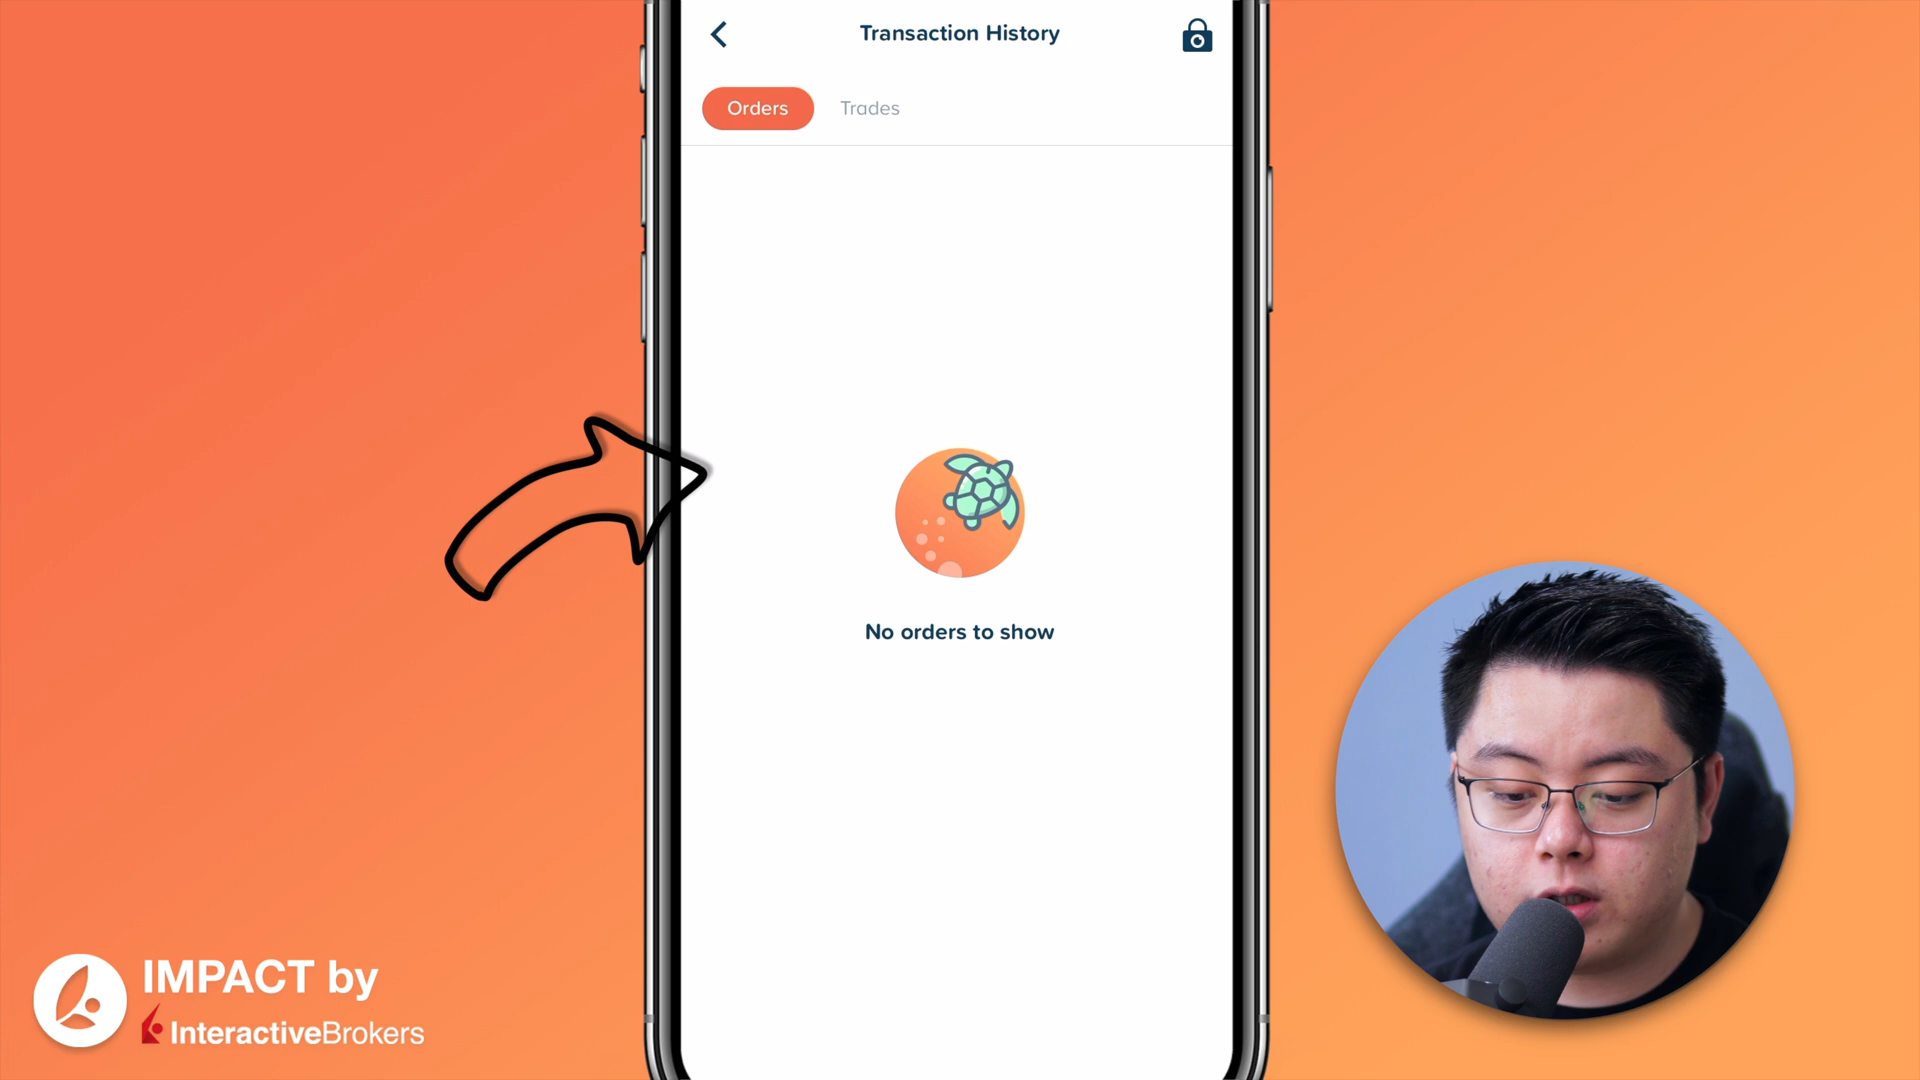 Transaction History
Orders
Trades
No orders to show
IMPACT by
InteractiveBrokers